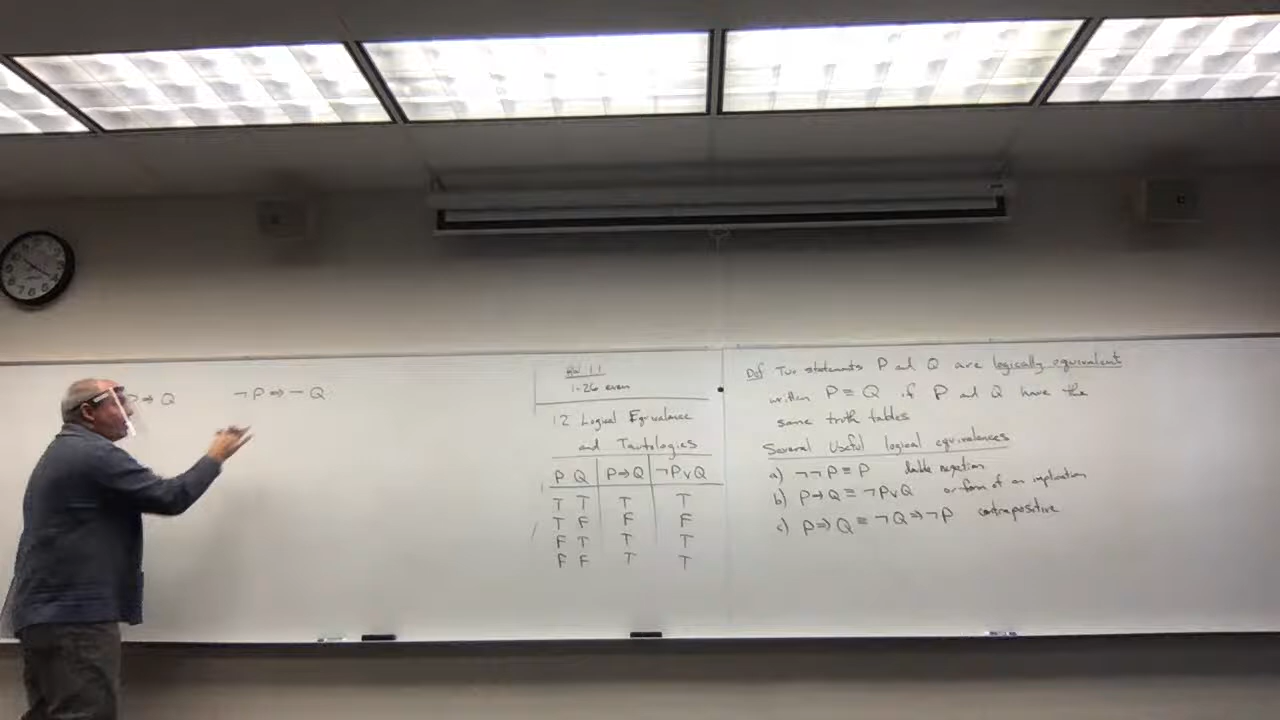 ⇒ Q ¬P ⇒ ¬Q
HW 1.1
1-26 even
1.2 Logical Equivalence
and Tautologies
P Q P⇒Q ¬P∨Q
T T T T
T F F F
F T T T
F F T T
Def Two statements P and Q are logically equivalent
written P ≡ Q if P and Q have the
same truth tables
Several Useful logical equivalences
a) ¬¬P ≡ P double negation
b) P⇒Q ≡ ¬P∨Q or form of an implication
c) P⇒Q ≡ ¬Q⇒¬P contrapositive